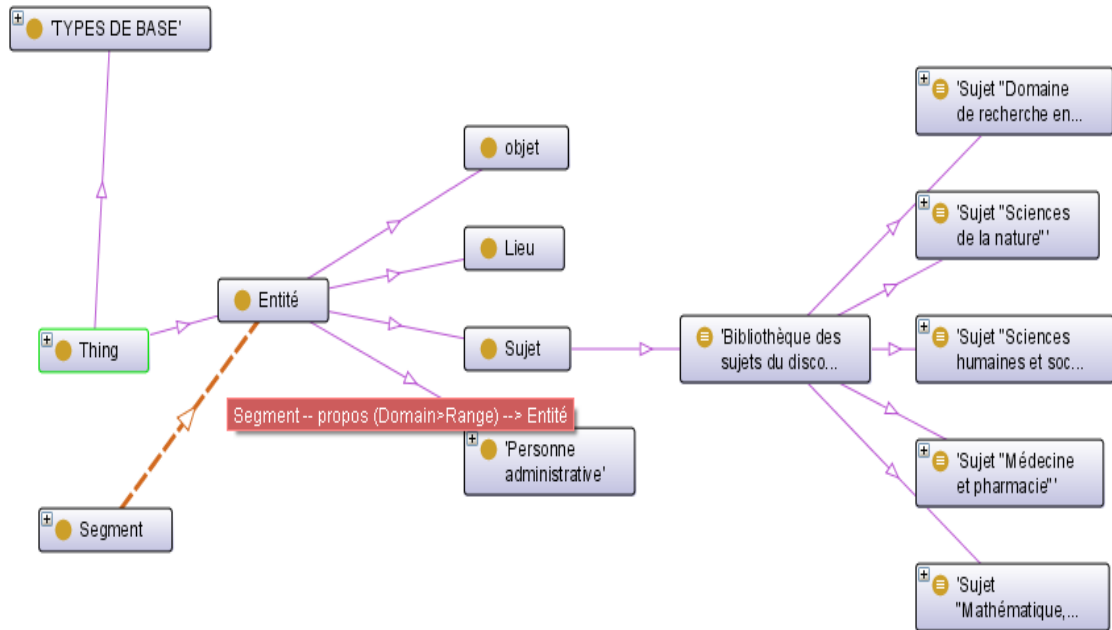 'TYPES DE BASE'
'Sujet "Domaine
de recherche en...
objet
'Sujet "Sciences
de la nature"'
Lieu
Entité
Thing
Sujet
'Bibliothèque des
sujets du disco...
'Sujet "Sciences
humaines et soc...
Segment -- propos (Domain>Range) --> Entité
'Personne
administrative'
'Sujet "Médecine
et pharmacie"'
Segment
'Sujet
"Mathématique,...